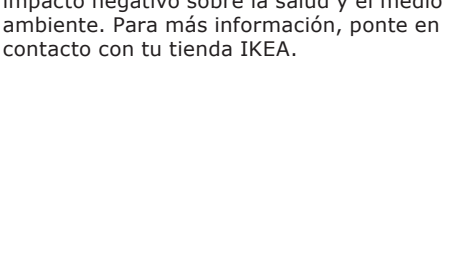 impacto negativo sobre la salud y el medio
ambiente. Para más información, ponte en
contacto con tu tienda IKEA.